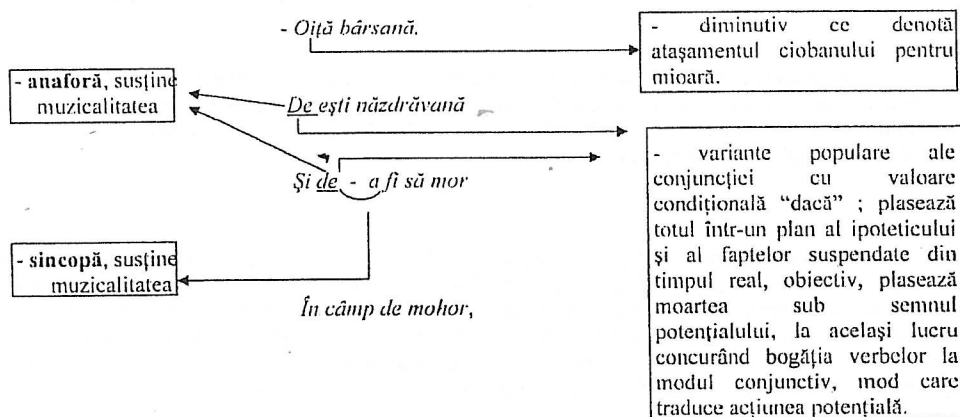 - Oiță bârsană.
- diminutiv ce denotă
atașamentul ciobanului pentru
mioară.
- anaforă, susține
muzicalitatea
De ești năzdrăvană
Și de - a fi să mor
- variante populare ale
conjuncției cu valoare
condițională “dacă” ; plasează
totul într-un plan al ipoteticului
și al faptelor suspendate din
timpul real, obiectiv, plasează
moartea sub semnul
potențialului, la același lucru
concurând bogăția verbelor la
modul conjunctiv, mod care
traduce acțiunea potențială.
- sincopă, susține
muzicalitatea
În câmp de mohor,